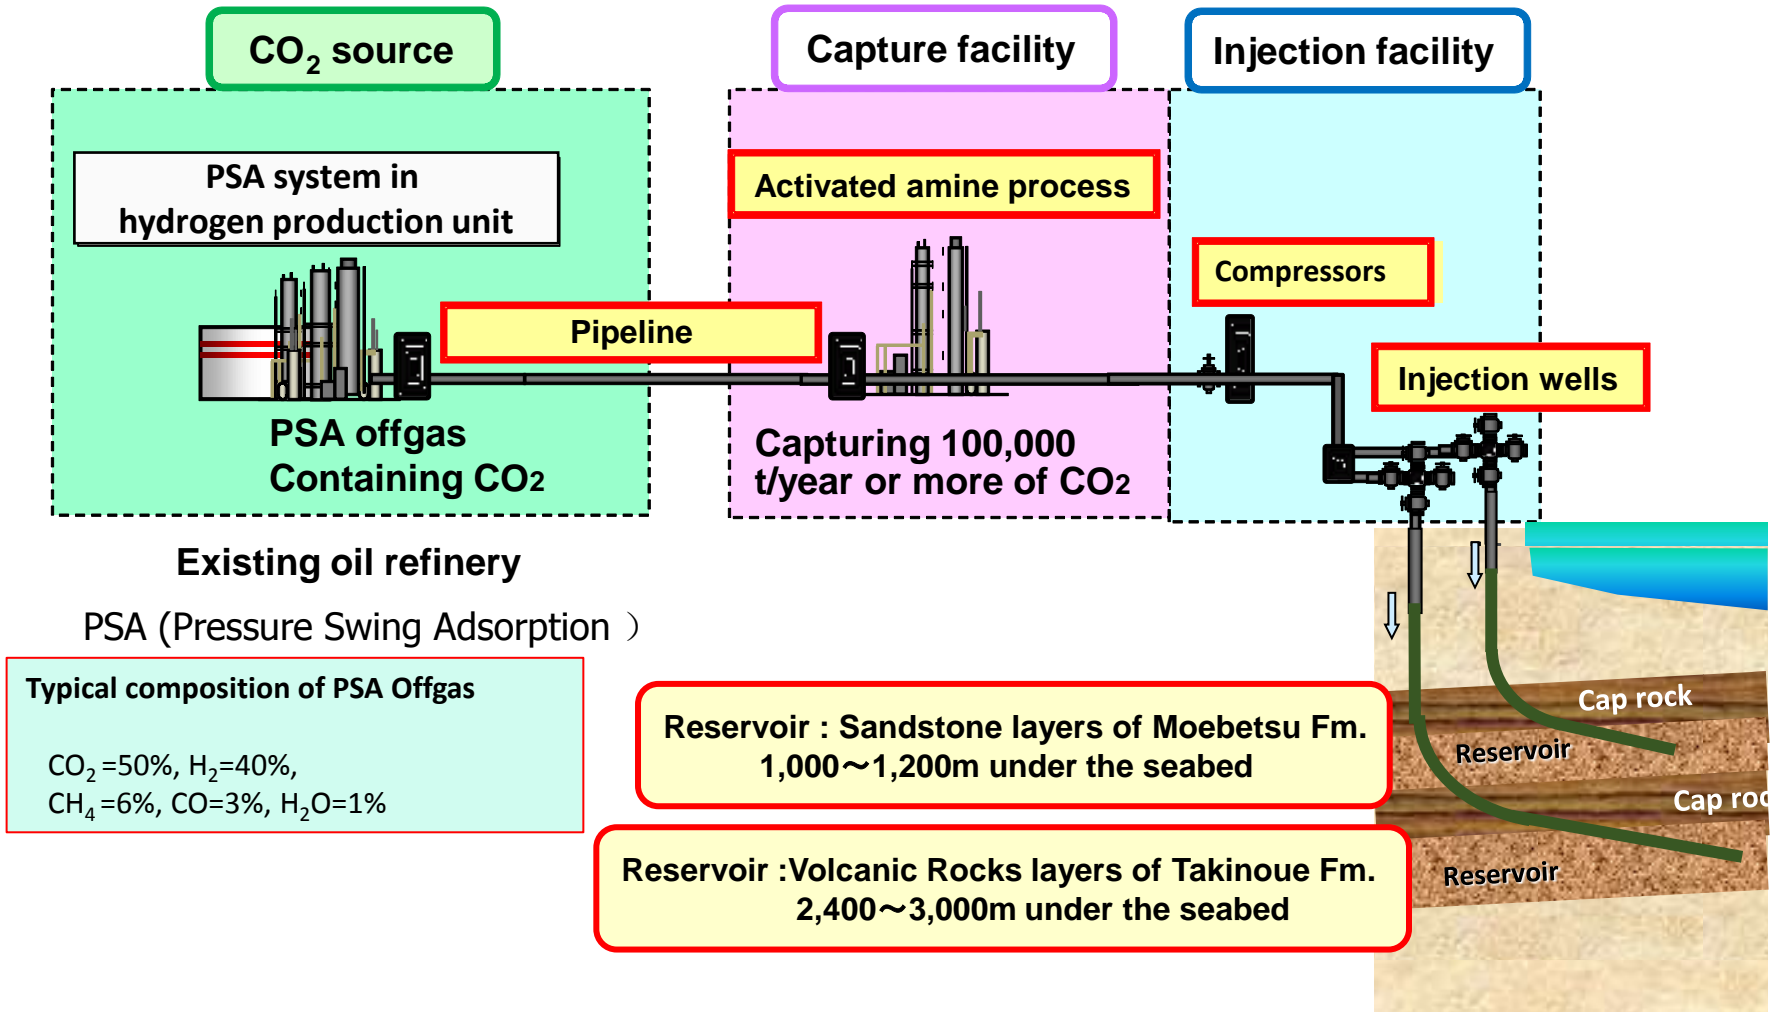 CO₂ source
Capture facility
Injection facility
PSA system in
hydrogen production unit
Activated amine process
Compressors
Pipeline
Injection wells
PSA offgas
Containing CO₂
Capturing 100,000
t/year or more of CO₂
Existing oil refinery
PSA (Pressure Swing Adsorption ）
Typical composition of PSA Offgas
CO₂ =50%, H₂=40%,
CH₄ =6%, CO=3%, H₂O=1%
Reservoir : Sandstone layers of Moebetsu Fm.
1,000～1,200m under the seabed
Reservoir :Volcanic Rocks layers of Takinoue Fm.
2,400～3,000m under the seabed
Cap rock
Reservoir
Cap roc
Reservoir